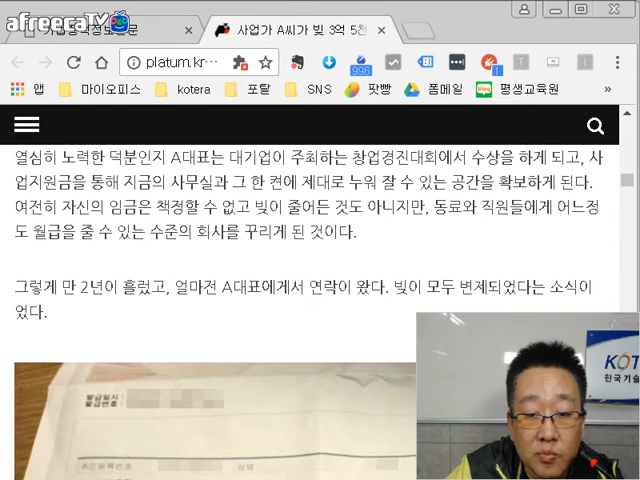 afreecaTV
사업가 A씨가 빚 3억 5천
platum.kr…
996
1
앱 마이오피스 kotera 포탈 SNS 팟빵 폼메일 평생교육원 »
열심히 노력한 덕분인지 A대표는 대기업이 주최하는 창업경진대회에서 수상을 하게 되고, 사
업지원금을 통해 지금의 사무실과 그 한 켠에 제대로 누워 잘 수 있는 공간을 확보하게 된다.
여전히 자신의 임금은 책정할 수 없고 빚이 줄어든 것도 아니지만, 동료와 직원들에게 어느정
도 월급을 줄 수 있는 수준의 회사를 꾸리게 된 것이다.
그렇게 만 2년이 흘렀고, 얼마전 A대표에게서 연락이 왔다. 빚이 모두 변제되었다는 소식이
었다.
KOT
한국기술
성명